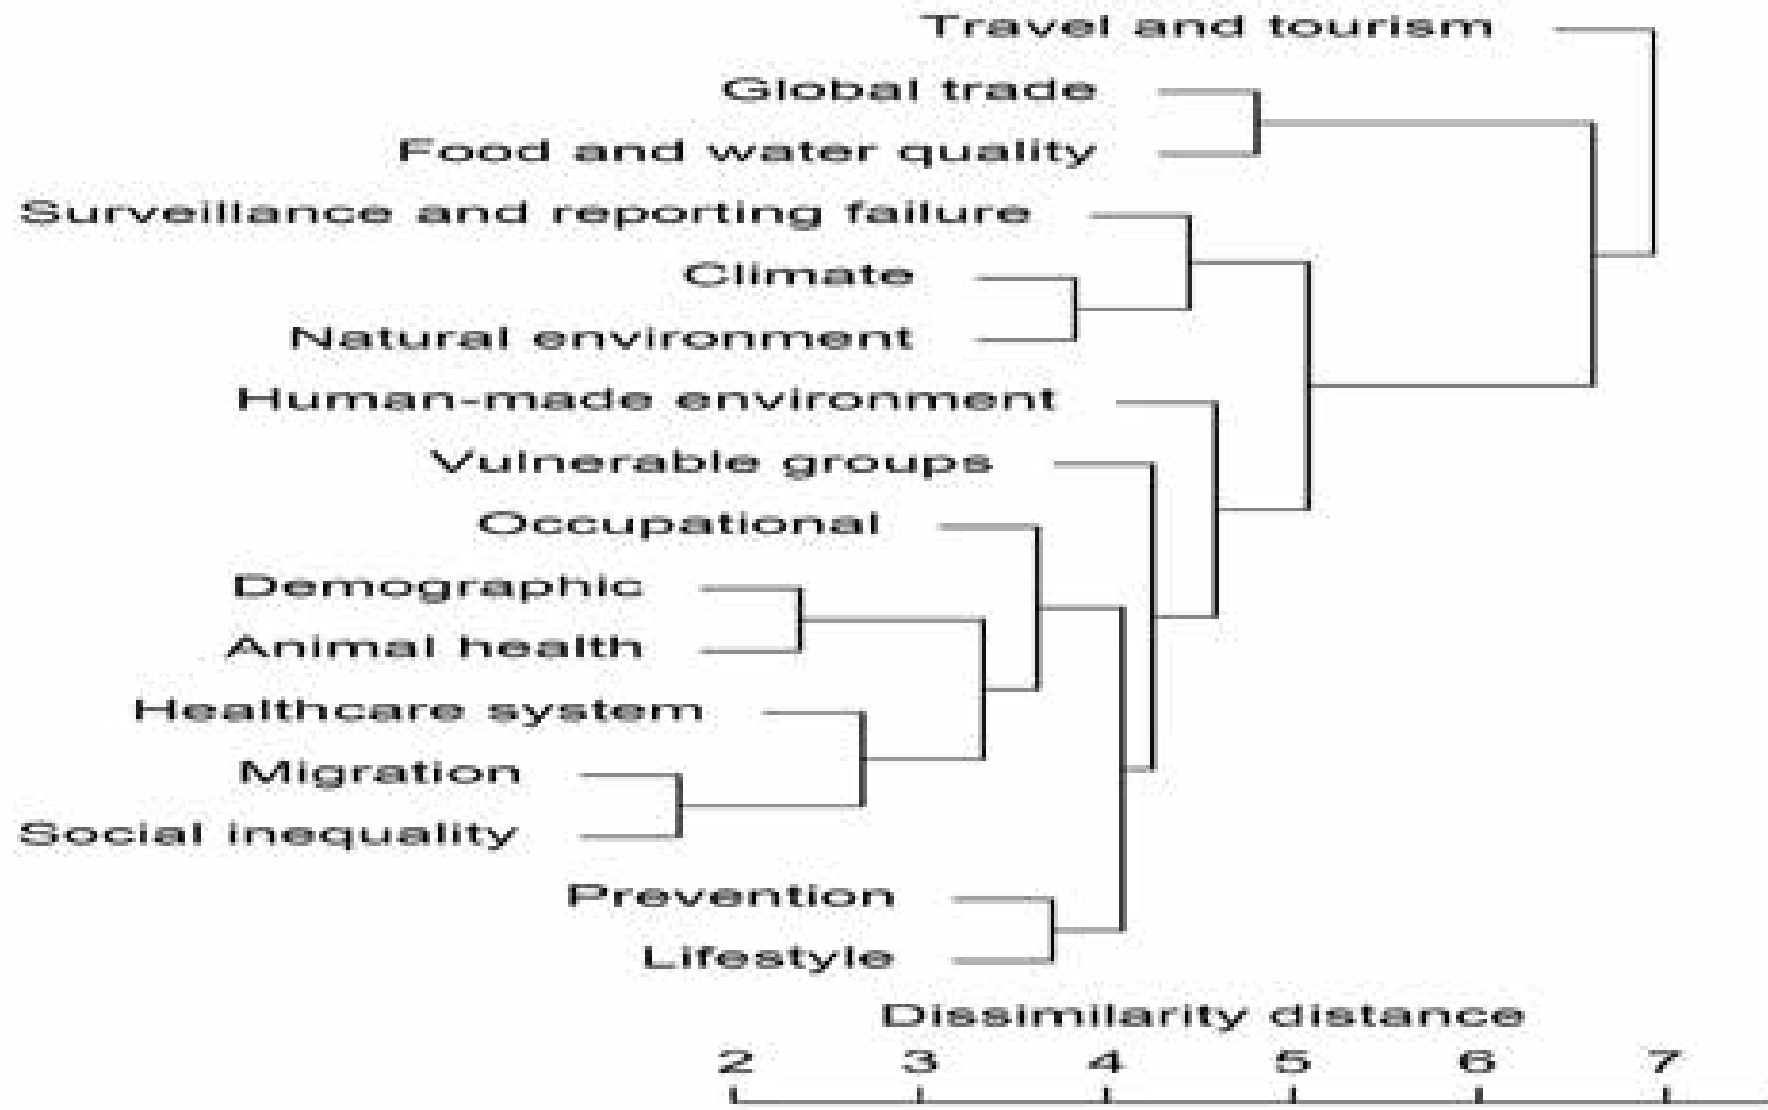 Travel and tourism
Global trade
Food and water quality
Surveillance and reporting failure
Climate
Natural environment
Human-made environment
Vulnerable groups
Occupational
Demographic
Animal health
Healthcare system
Migration
Social inequality
Prevention
Lifestyle
Dissimilarity distance
2 3 4 5 6 7